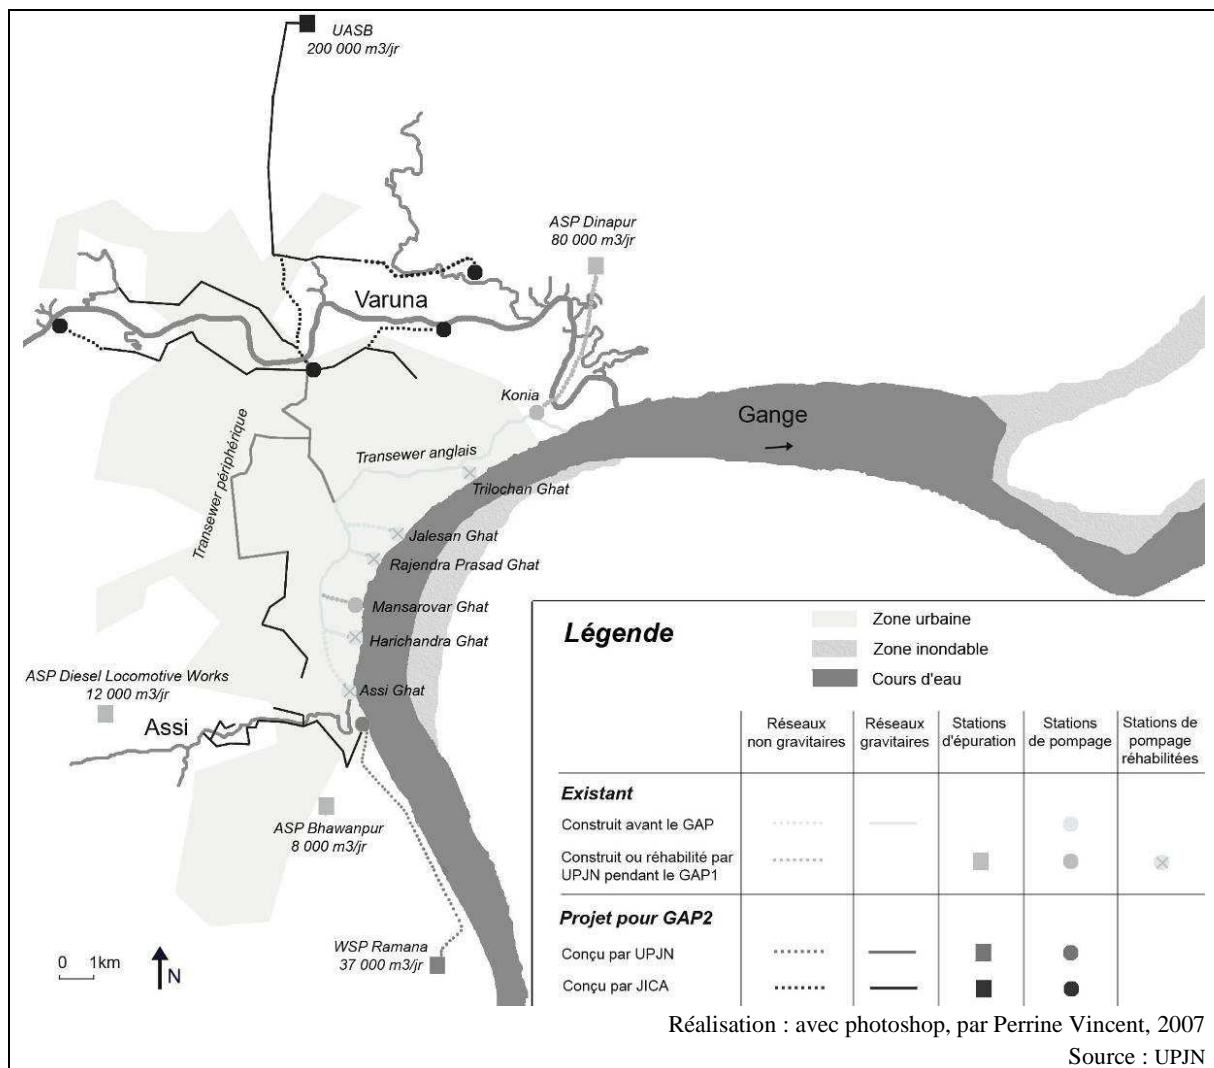 UASB
200 000 m3/jr
ASP Dinapur
80 000 m3/jr
Varuna
Konia
Gange
Transewer périphérique
Transewer anglais
Trilochan Ghat
Jalesan Ghat
Rajendra Prasad Ghat
Mansarovar Ghat
Harichandra Ghat
ASP Diesel Locomotive Works
12 000 m3/jr
Assi Ghat
Assi
ASP Bhawanpur
8 000 m3/jr
WSP Ramana
37 000 m3/jr
0 1km
N
Légende
Zone urbaine
Zone inondable
Cours d'eau
Réseaux non gravitaires
Réseaux gravitaires
Stations d'épuration
Stations de pompage
Stations de pompage réhabilitées
Existant
Construit avant le GAP
Construit ou réhabilité par
UPJN pendant le GAP1
Projet pour GAP2
Conçu par UPJN
Conçu par JICA
Réalisation : avec photoshop, par Perrine Vincent, 2007
Source : UPJN